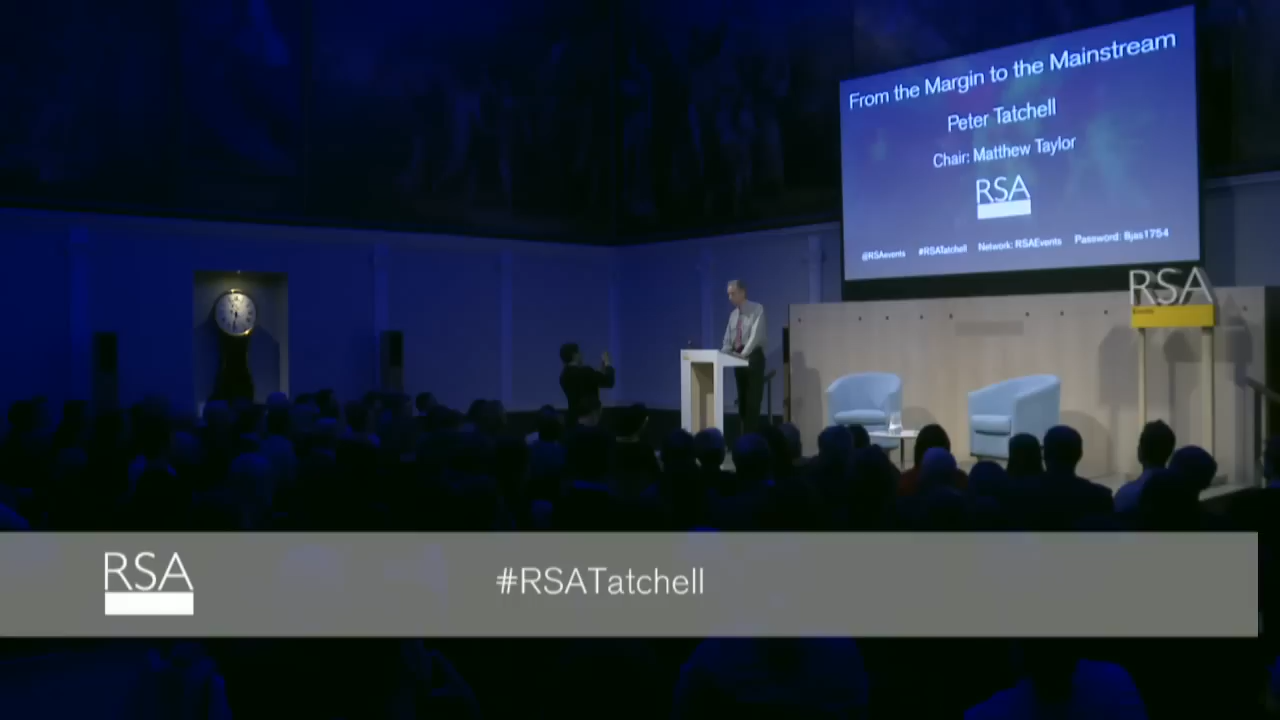 From the Margin to the Mainstream
Peter Tatchell
Chair: Matthew Taylor
RSA
@RSAevents #RSATatchell Network: RSAEvents Password: Bjas1754
RSA
RSA
#RSATatchell